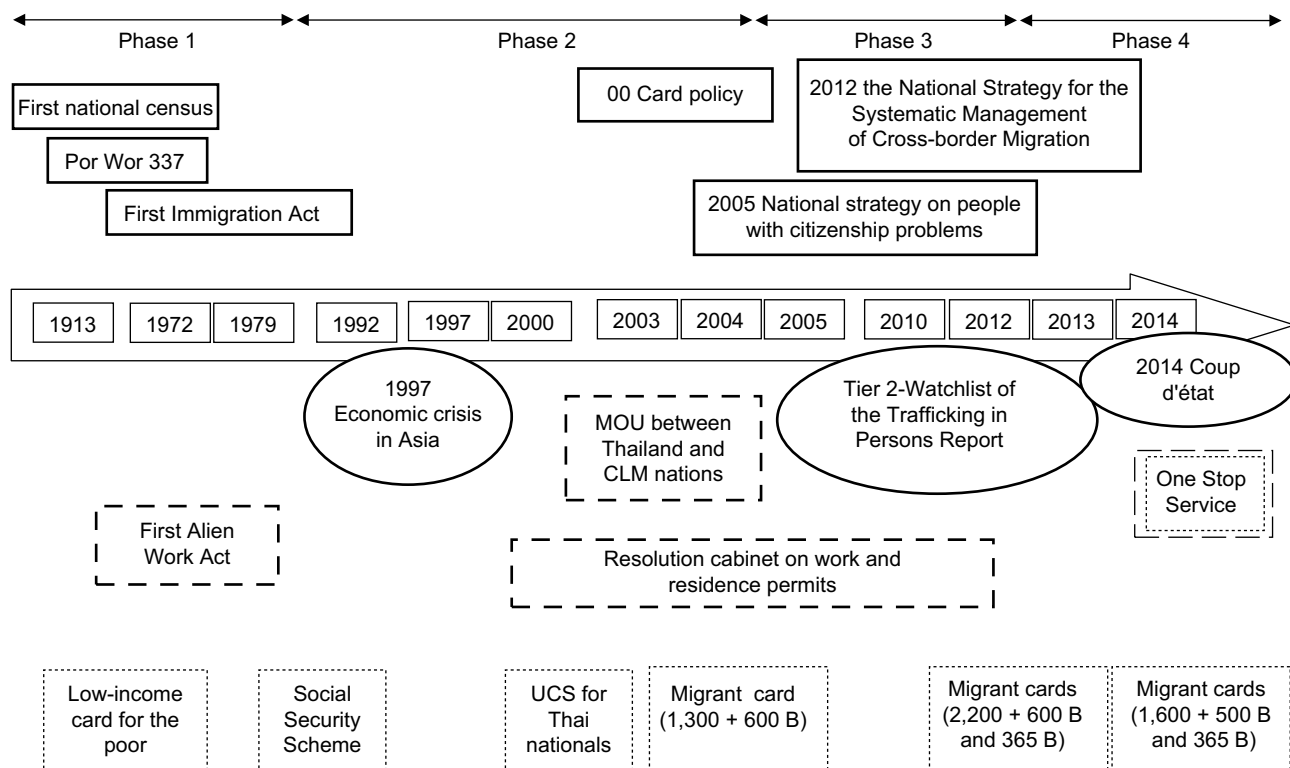 Phase 1
Phase 2
Phase 3
Phase 4
First national census
Por Wor 337
First Immigration Act
00 Card policy
2012 the National Strategy for the
Systematic Management
of Cross-border Migration
2005 National strategy on people
with citizenship problems
1913
1972
1979
1992
1997
2000
2003
2004
2005
2010
2012
2013
2014
1997
Economic crisis
in Asia
MOU between
Thailand and
CLM nations
Tier 2-Watchlist of
the Trafficking in
Persons Report
2014 Coup
d'état
One Stop
Service
First Alien
Work Act
Resolution cabinet on work and
residence permits
Low-income
card for the
poor
Social
Security
Scheme
UCS for
Thai
nationals
Migrant card
(1,300 + 600 B)
Migrant cards
(2,200 + 600 B
and 365 B)
Migrant cards
(1,600 + 500 B
and 365 B)